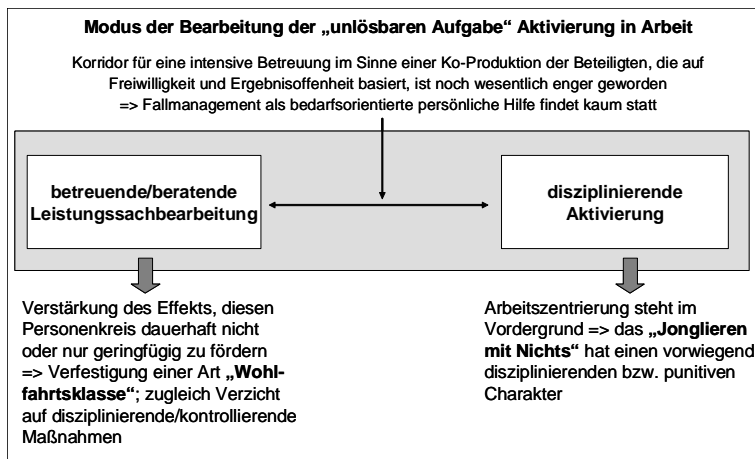 Modus der Bearbeitung der „unlösbaren Aufgabe“ Aktivierung in Arbeit
Korridor für eine intensive Betreuung im Sinne einer Ko-Produktion der Beteiligten, die auf
Freiwilligkeit und Ergebnisoffenheit basiert, ist noch wesentlich enger geworden
=> Fallmanagement als bedarfsorientierte persönliche Hilfe findet kaum statt
betreuende/beratende
Leistungssachbearbeitung
disziplinierende
Aktivierung
Verstärkung des Effekts, diesen
Personenkreis dauerhaft nicht
oder nur geringfügig zu fördern
=> Verfestigung einer Art „Wohl-
fahrtsklasse“; zugleich Verzicht
auf disziplinierende/kontrollierende
Maßnahmen
Arbeitszentrierung steht im
Vordergrund => das „Jonglieren
mit Nichts“ hat einen vorwiegend
disziplinierenden bzw. punitiven
Charakter